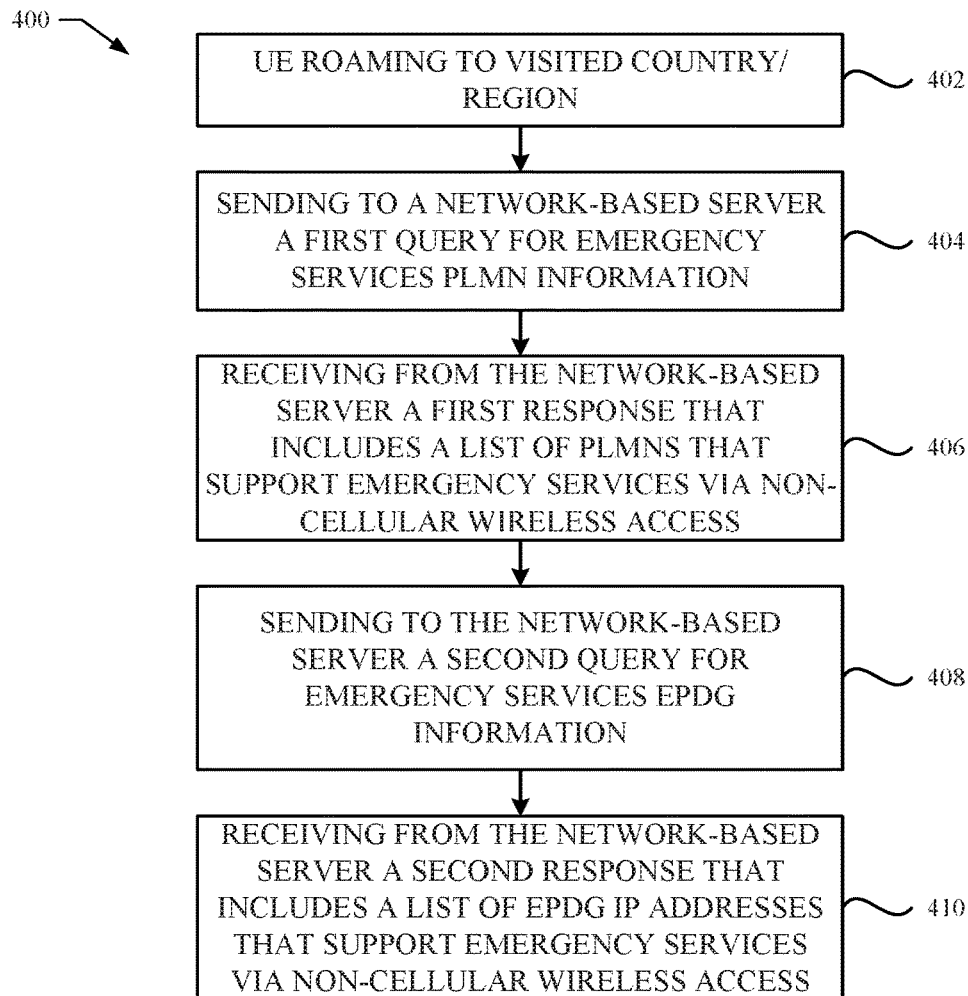 400
UE ROAMING TO VISITED COUNTRY/
REGION
402
SENDING TO A NETWORK-BASED SERVER
A FIRST QUERY FOR EMERGENCY
SERVICES PLMN INFORMATION
404
RECEIVING FROM THE NETWORK-BASED
SERVER A FIRST RESPONSE THAT
INCLUDES A LIST OF PLMNS THAT
SUPPORT EMERGENCY SERVICES VIA NON-
CELLULAR WIRELESS ACCESS
406
SENDING TO THE NETWORK-BASED
SERVER A SECOND QUERY FOR
EMERGENCY SERVICES EPDG
INFORMATION
408
RECEIVING FROM THE NETWORK-BASED
SERVER A SECOND RESPONSE THAT
INCLUDES A LIST OF EPDG IP ADDRESSES
THAT SUPPORT EMERGENCY SERVICES
VIA NON-CELLULAR WIRELESS ACCESS
410